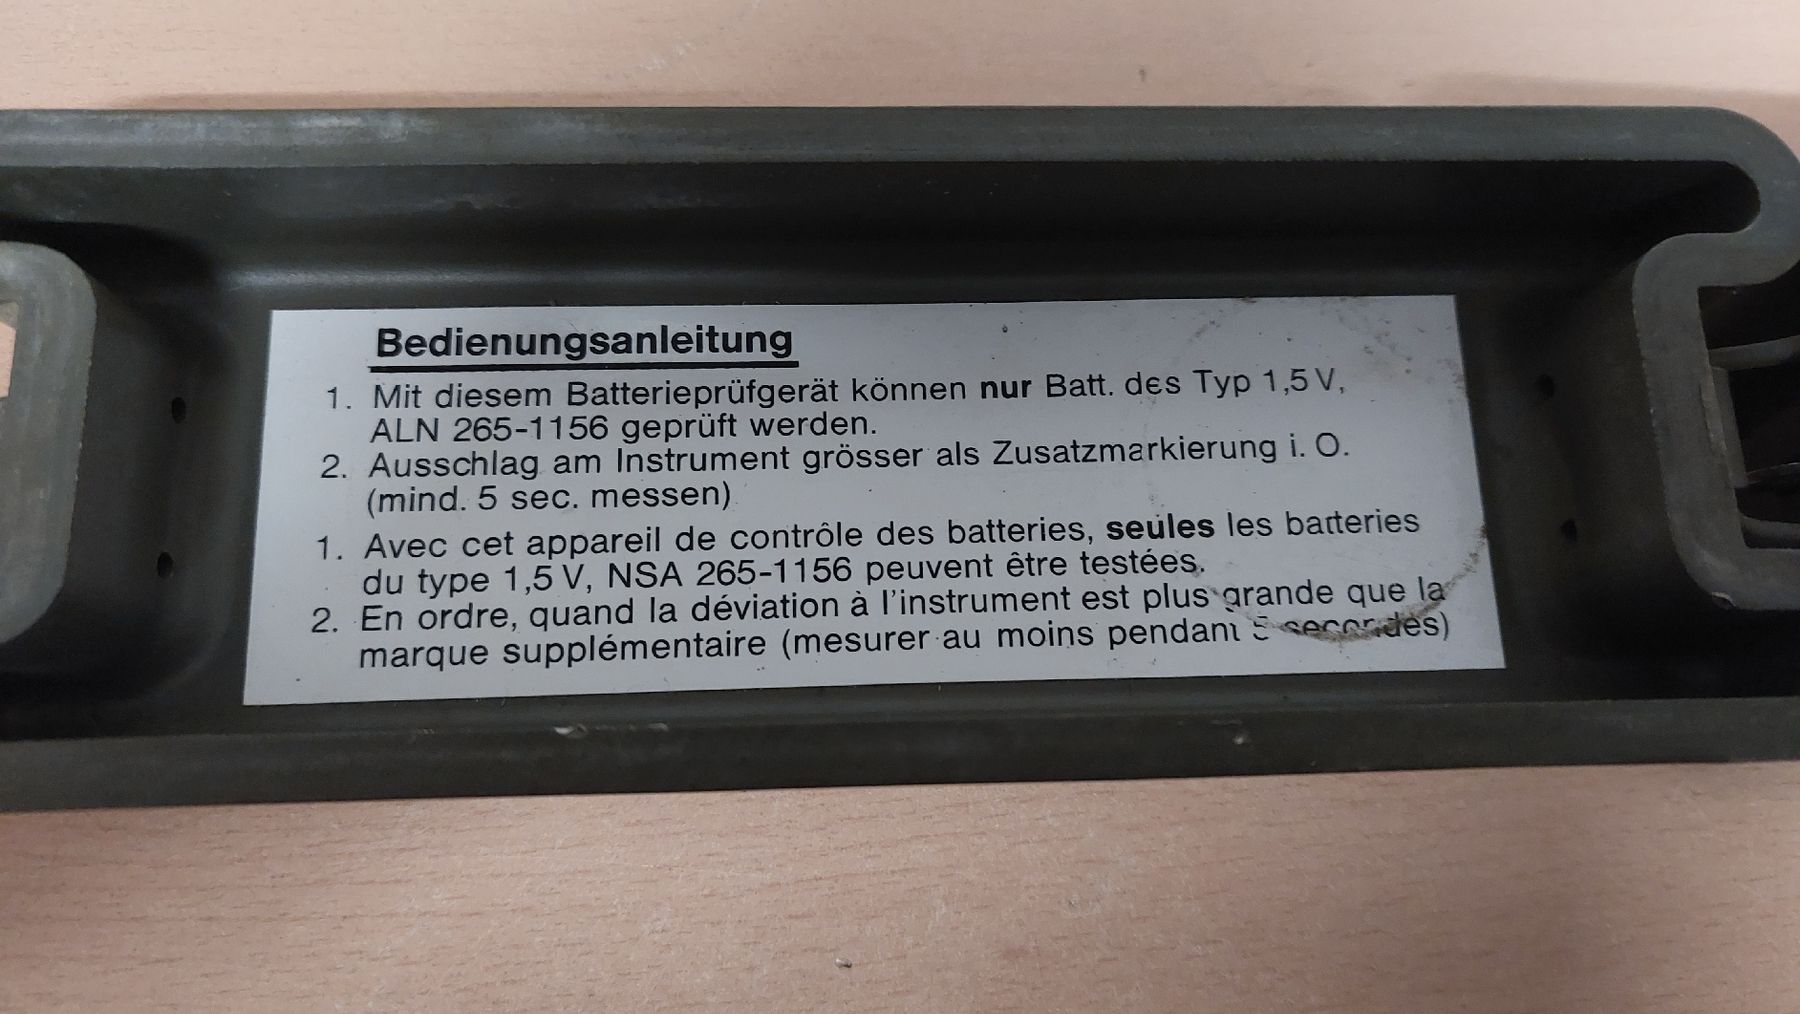 Bedienungsanleitung
1. Mit diesem Batterieprüfgerät können nur Batt. des Typ 1,5 V,
ALN 265-1156 geprüft werden.
2. Ausschlag am Instrument grösser als Zusatzmarkierung i. O.
(mind. 5 sec. messen)
1. Avec cet appareil de contrôle des batteries, seules les batteries
du type 1,5 V, NSA 265-1156 peuvent être testées.
2. En ordre, quand la déviation à l'instrument est plus grande que la
marque supplémentaire (mesurer au moins pendant 5 secondes)